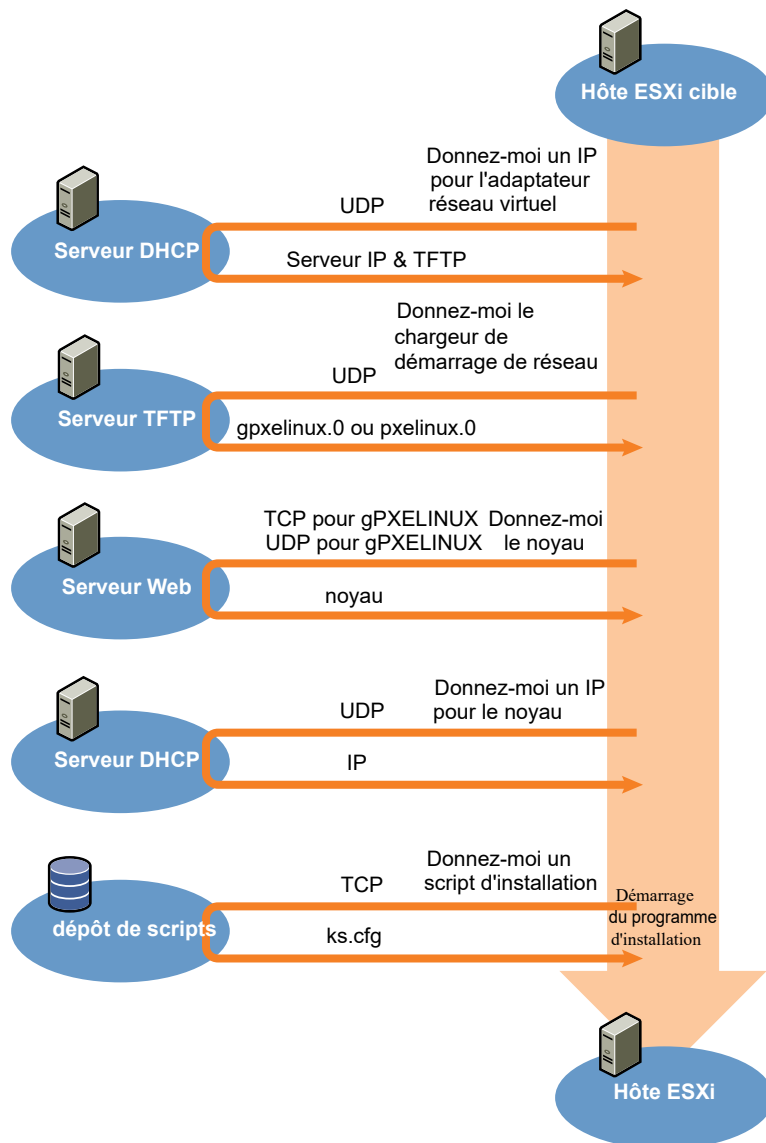 Hôte ESXi cible
Donnez-moi un IP
pour l'adaptateur
réseau virtuel
UDP
Serveur DHCP
Serveur IP & TFTP
Donnez-moi le
chargeur de
démarrage de réseau
UDP
Serveur TFTP
gpxelinux.0 ou pxelinux.0
TCP pour gPXELINUX
UDP pour gPXELINUX
Donnez-moi
le noyau
Serveur Web
noyau
Donnez-moi un IP
pour le noyau
UDP
Serveur DHCP
IP
Donnez-moi un
script d'installation
TCP
dépôt de scripts
ks.cfg
Démarrage
du programme
d'installation
Hôte ESXi